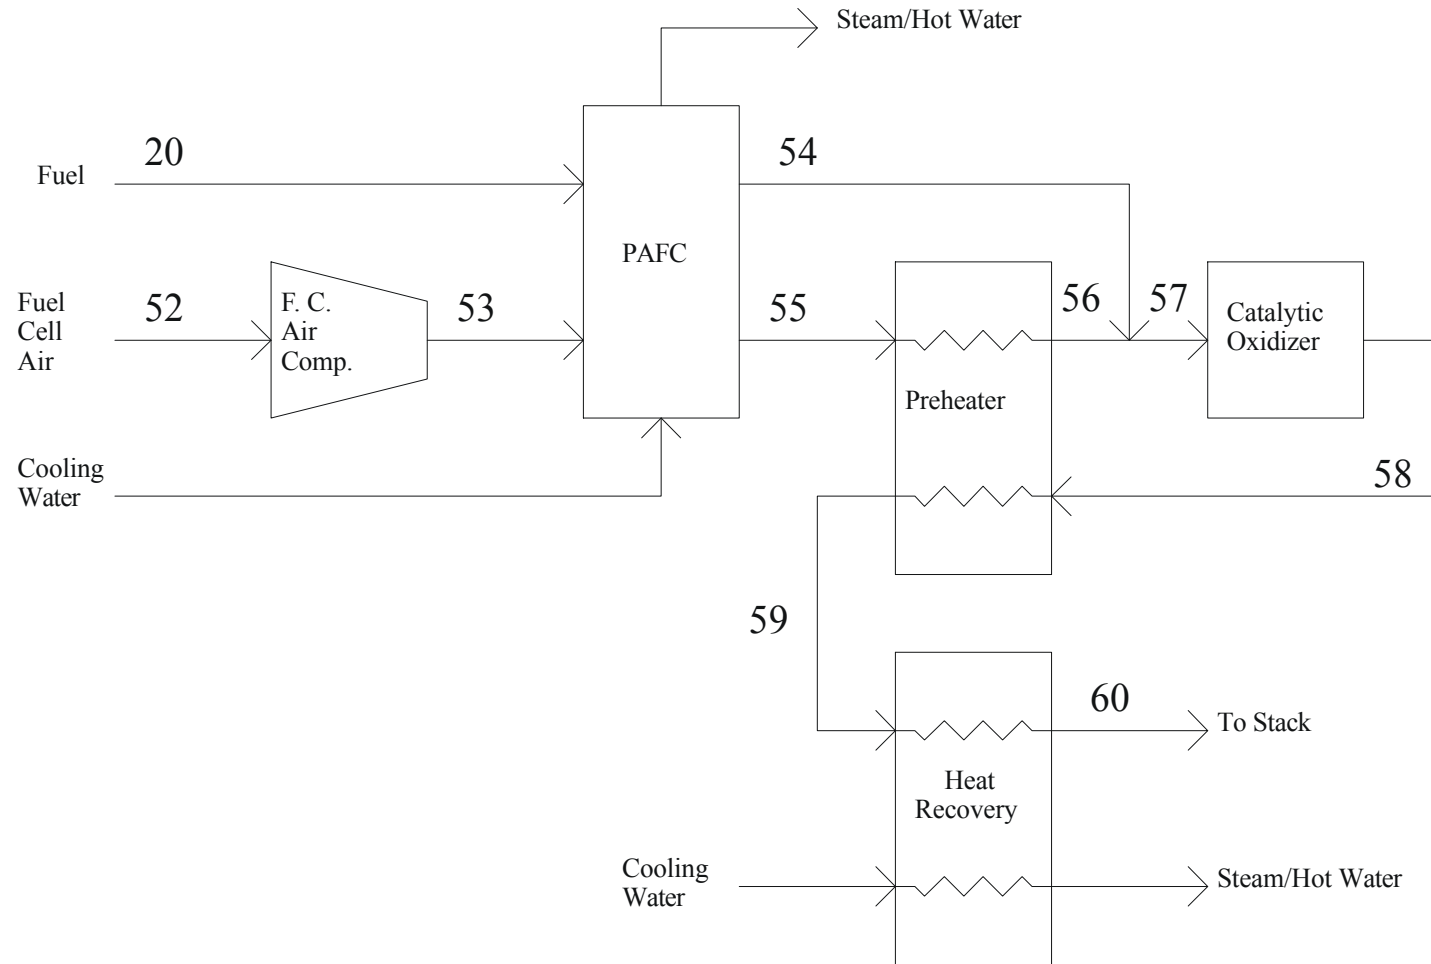 Steam/Hot Water
20
54
Fuel
PAFC
Fuel
Cell
Air
52
F. C.
Air
Comp.
53
55
56
57
Catalytic
Oxidizer
Preheater
Cooling
Water
58
59
60
To Stack
Heat
Recovery
Cooling
Water
Steam/Hot Water